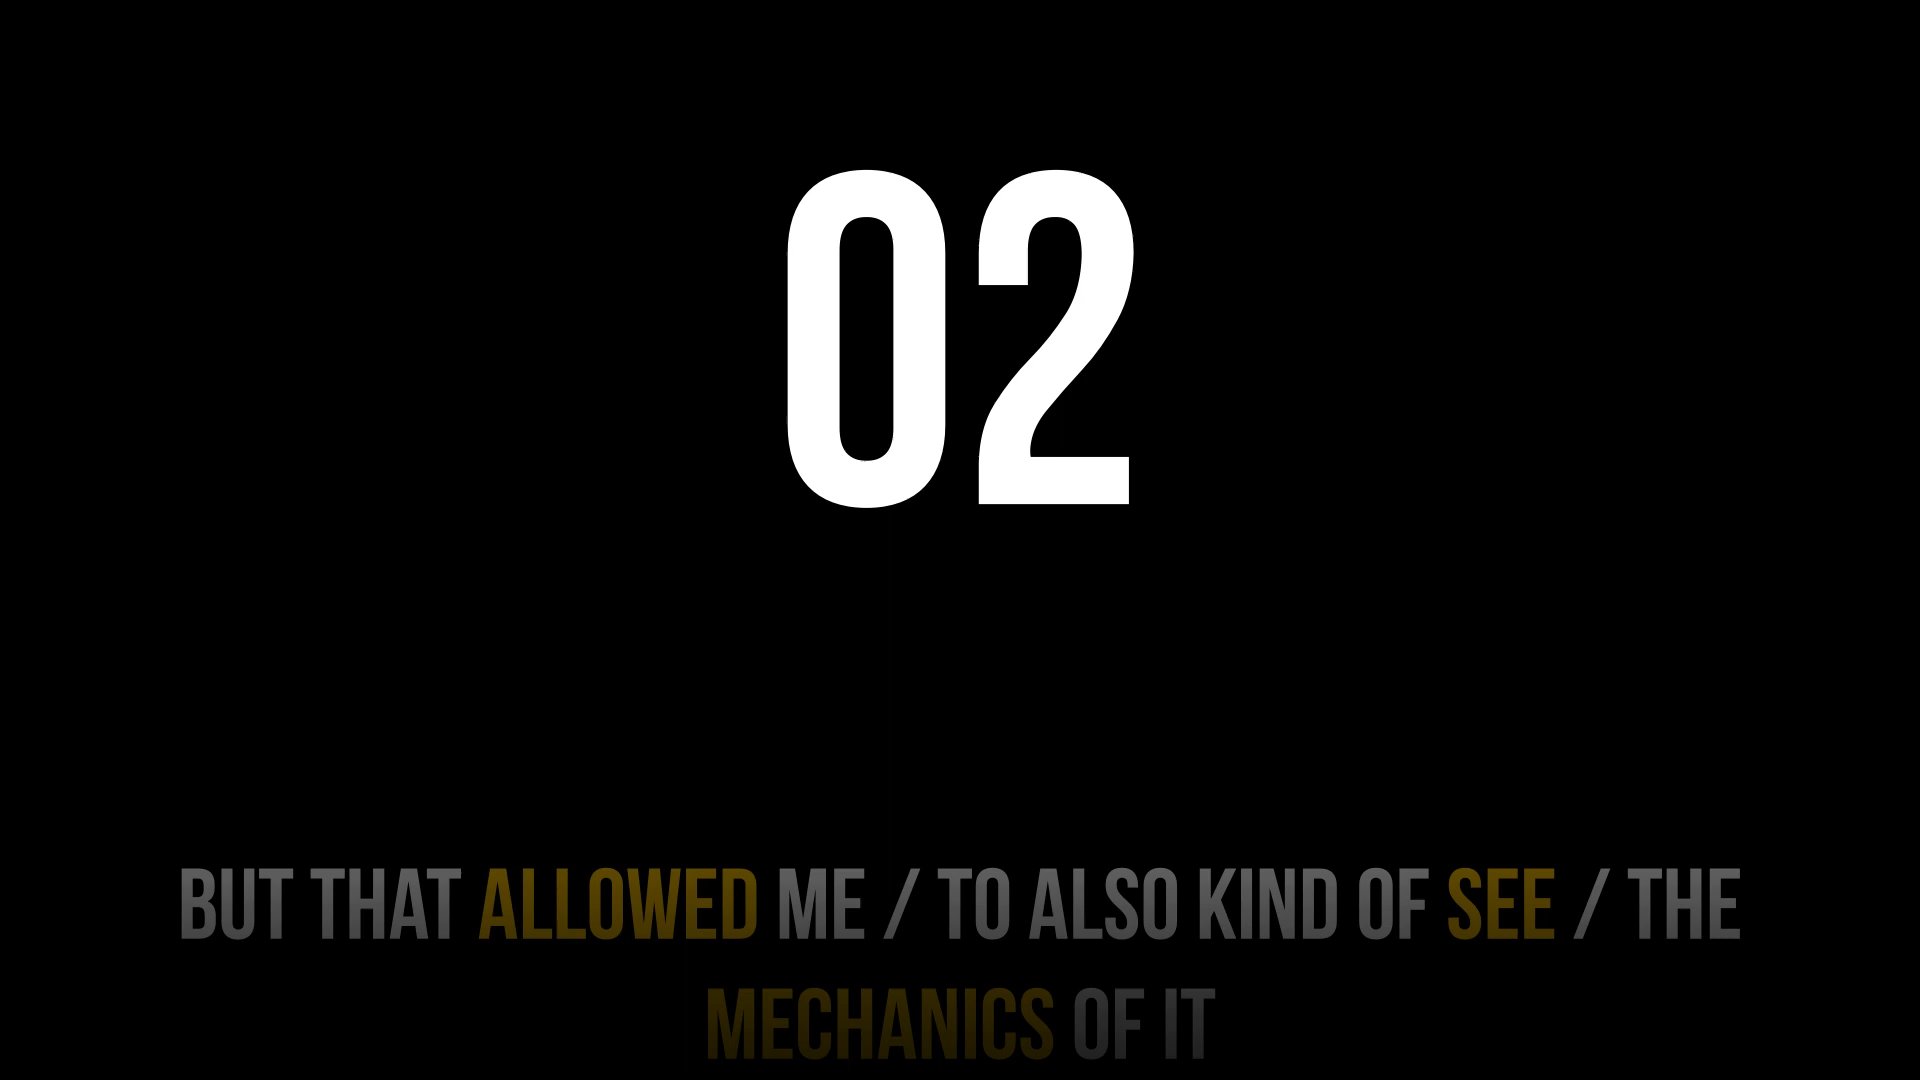 02
BUT THAT ALLOWED ME / TO ALSO KIND OF SEE / THE
MECHANICS OF IT